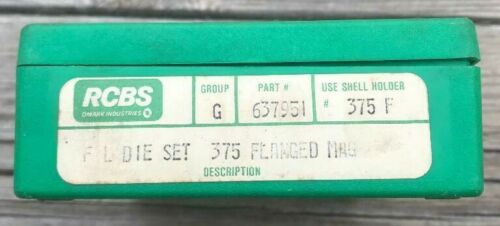 RCBS
OMARK INDUSTRIES
GROUP
G
PART #
637951
USE SHELL HOLDER
# 375 F
F L DIE SET 375 FLANGED MAG
DESCRIPTION